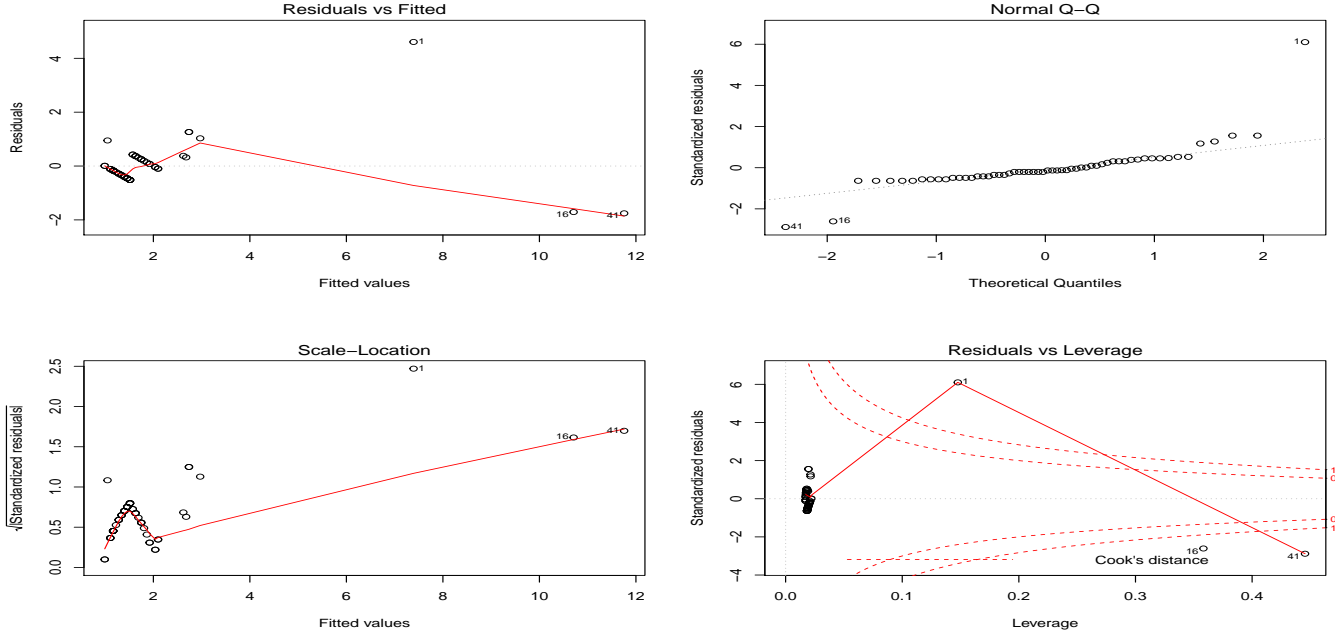 Residuals vs Fitted
Residuals
−2 0 2 4
1
16
41
2 4 6 8 10 12
Fitted values
Normal Q−Q
Standardized residuals
−2 0 2 4 6
1
41
16
−2 −1 0 1 2
Theoretical Quantiles
Scale−Location
√|Standardized residuals|
0.0 0.5 1.0 1.5 2.0 2.5
1
16
41
2 4 6 8 10 12
Fitted values
Residuals vs Leverage
Standardized residuals
−4 −2 0 2 4 6
1
16
41
Cook's distance
1
0
0
1
0.0 0.1 0.2 0.3 0.4
Leverage